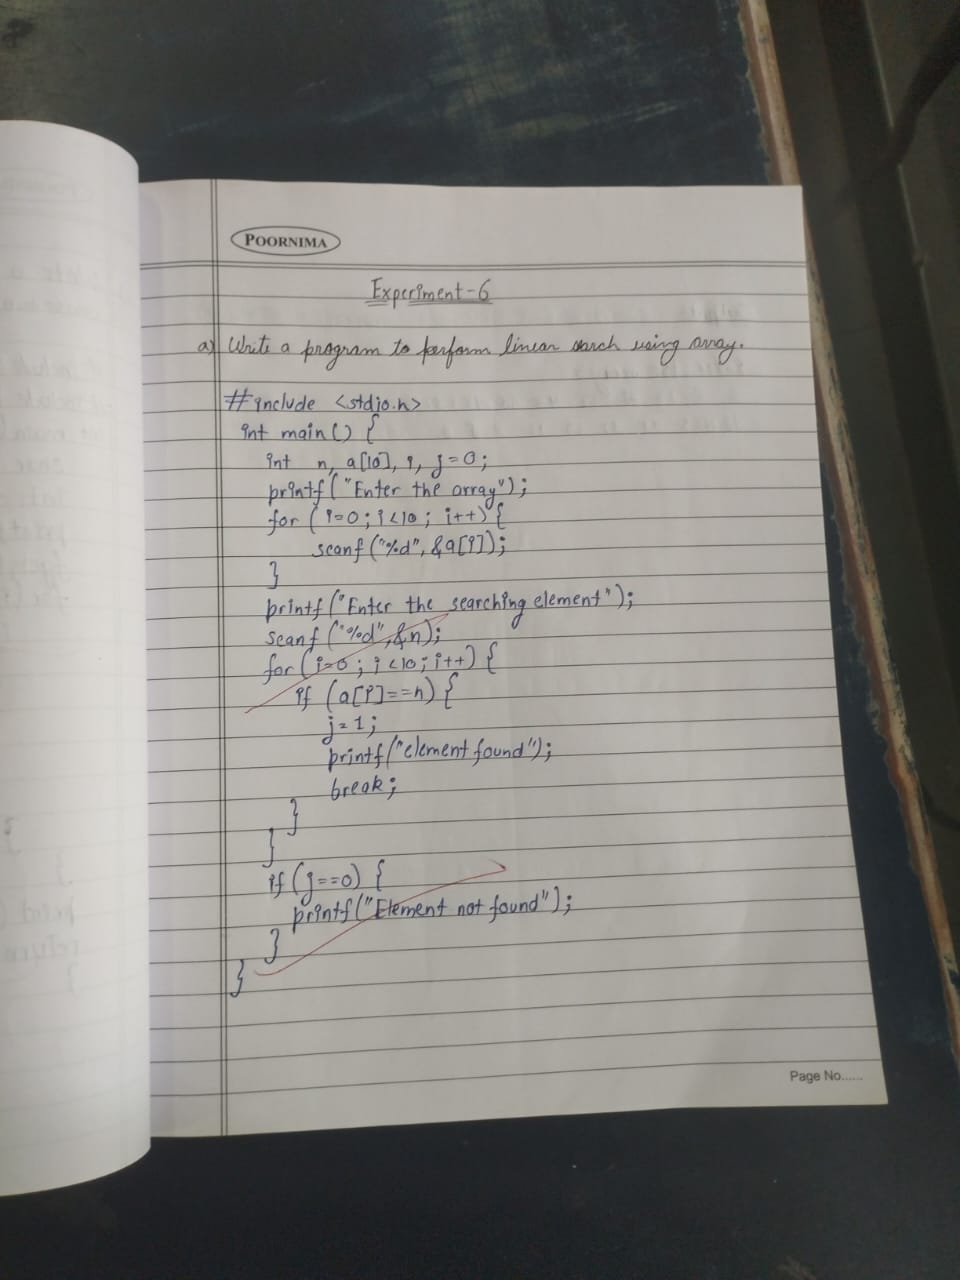 POORNIMA
Experiment-6
a) Write a program to perform linear search using array.
#include <stdio.h>
int main() {
int n, a[10], i, j=0;
printf("Enter the array");
for (i=0; i<10; i++) {
scanf("%d", &a[i]);
}
printf("Enter the searching element");
scanf("%d", &n);
for (i=0; i<10; i++) {
if (a[i]==n) {
j=1;
printf("element found");
break;
}
}
if (j==0) {
printf("Element not found");
}
}
Page No......